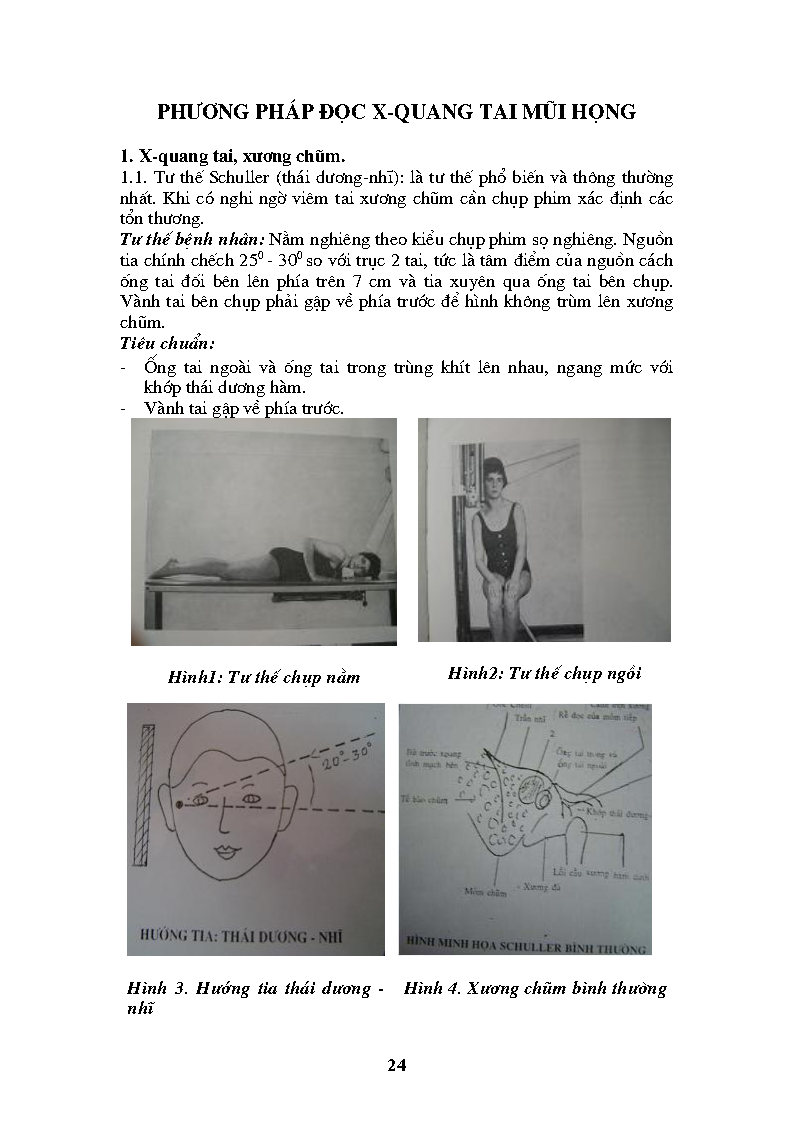 PHƯƠNG PHÁP ĐỌC X-QUANG TAI MŨI HỌNG
1. X-quang tai, xương chũm.
1.1. Tư thế Schuller (thái dương-nhĩ): là tư thế phổ biến và thông thường
nhất. Khi có nghi ngờ viêm tai xương chũm cần chụp phim xác định các
tổn thương.
Tư thế bệnh nhân: Nằm nghiêng theo kiểu chụp phim sọ nghiêng. Nguồn
tia chính chếch 25⁰ - 30⁰ so với trục 2 tai, tức là tâm điểm của nguồn cách
ống tai đối bên lên phía trên 7 cm và tia xuyên qua ống tai bên chụp.
Vành tai bên chụp phải gập về phía trước để hình không trùm lên xương
chũm.
Tiêu chuẩn:
- Ống tai ngoài và ống tai trong trùng khít lên nhau, ngang mức với
khớp thái dương hàm.
- Vành tai gập về phía trước.
Hình1: Tư thế chụp nằm
Hình2: Tư thế chụp ngồi
20°-30°
HƯỚNG TIA: THÁI DƯƠNG - NHĨ
Trần nhĩ
Rễ dọc của mỏm tiếp
2
Bờ trước xoang
tĩnh mạch bên
Ống tai trong và
ống tai ngoài
Tế bào chũm
Khớp thái dương-
Lồi cầu xương hàm dưới
Mỏm chũm
Xương đá
HÌNH MINH HOẠ SCHULLER BÌNH THƯỜNG
Hình 3. Hướng tia thái dương -
nhĩ
Hình 4. Xương chũm bình thường
24